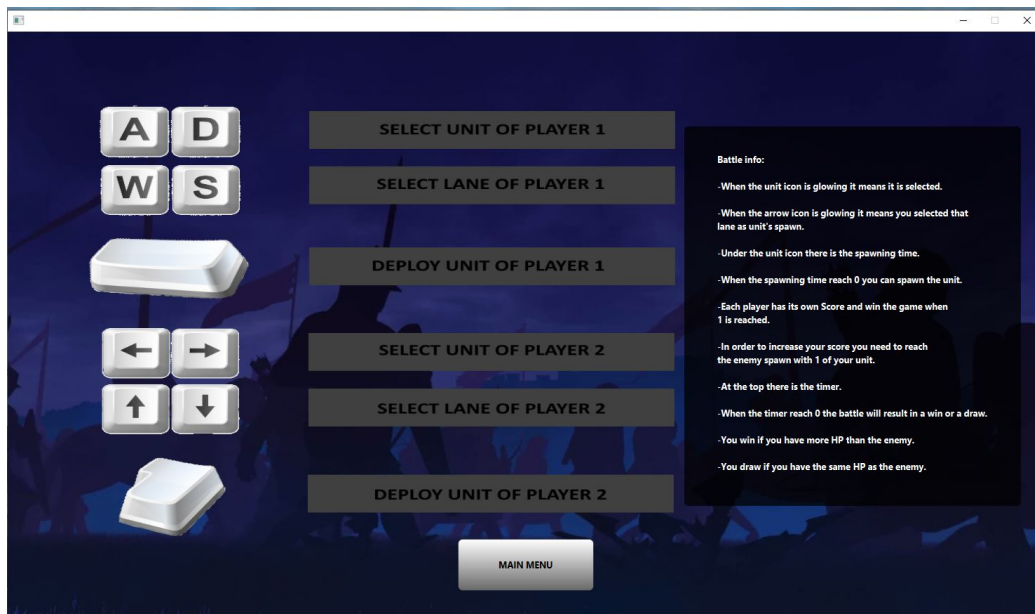 A D
SELECT UNIT OF PLAYER 1
W S
SELECT LANE OF PLAYER 1
DEPLOY UNIT OF PLAYER 1
← →
SELECT UNIT OF PLAYER 2
↑ ↓
SELECT LANE OF PLAYER 2
DEPLOY UNIT OF PLAYER 2
Battle info:
-When the unit icon is glowing it means it is selected.
-When the arrow icon is glowing it means you selected that
lane as unit's spawn.
-Under the unit icon there is the spawning time.
-When the spawning time reach 0 you can spawn the unit.
-Each player has its own Score and win the game when
1 is reached.
-In order to increase your score you need to reach
the enemy spawn with 1 of your unit.
-At the top there is the timer.
-When the timer reach 0 the battle will result in a win or a draw.
-You win if you have more HP than the enemy.
-You draw if you have the same HP as the enemy.
MAIN MENU